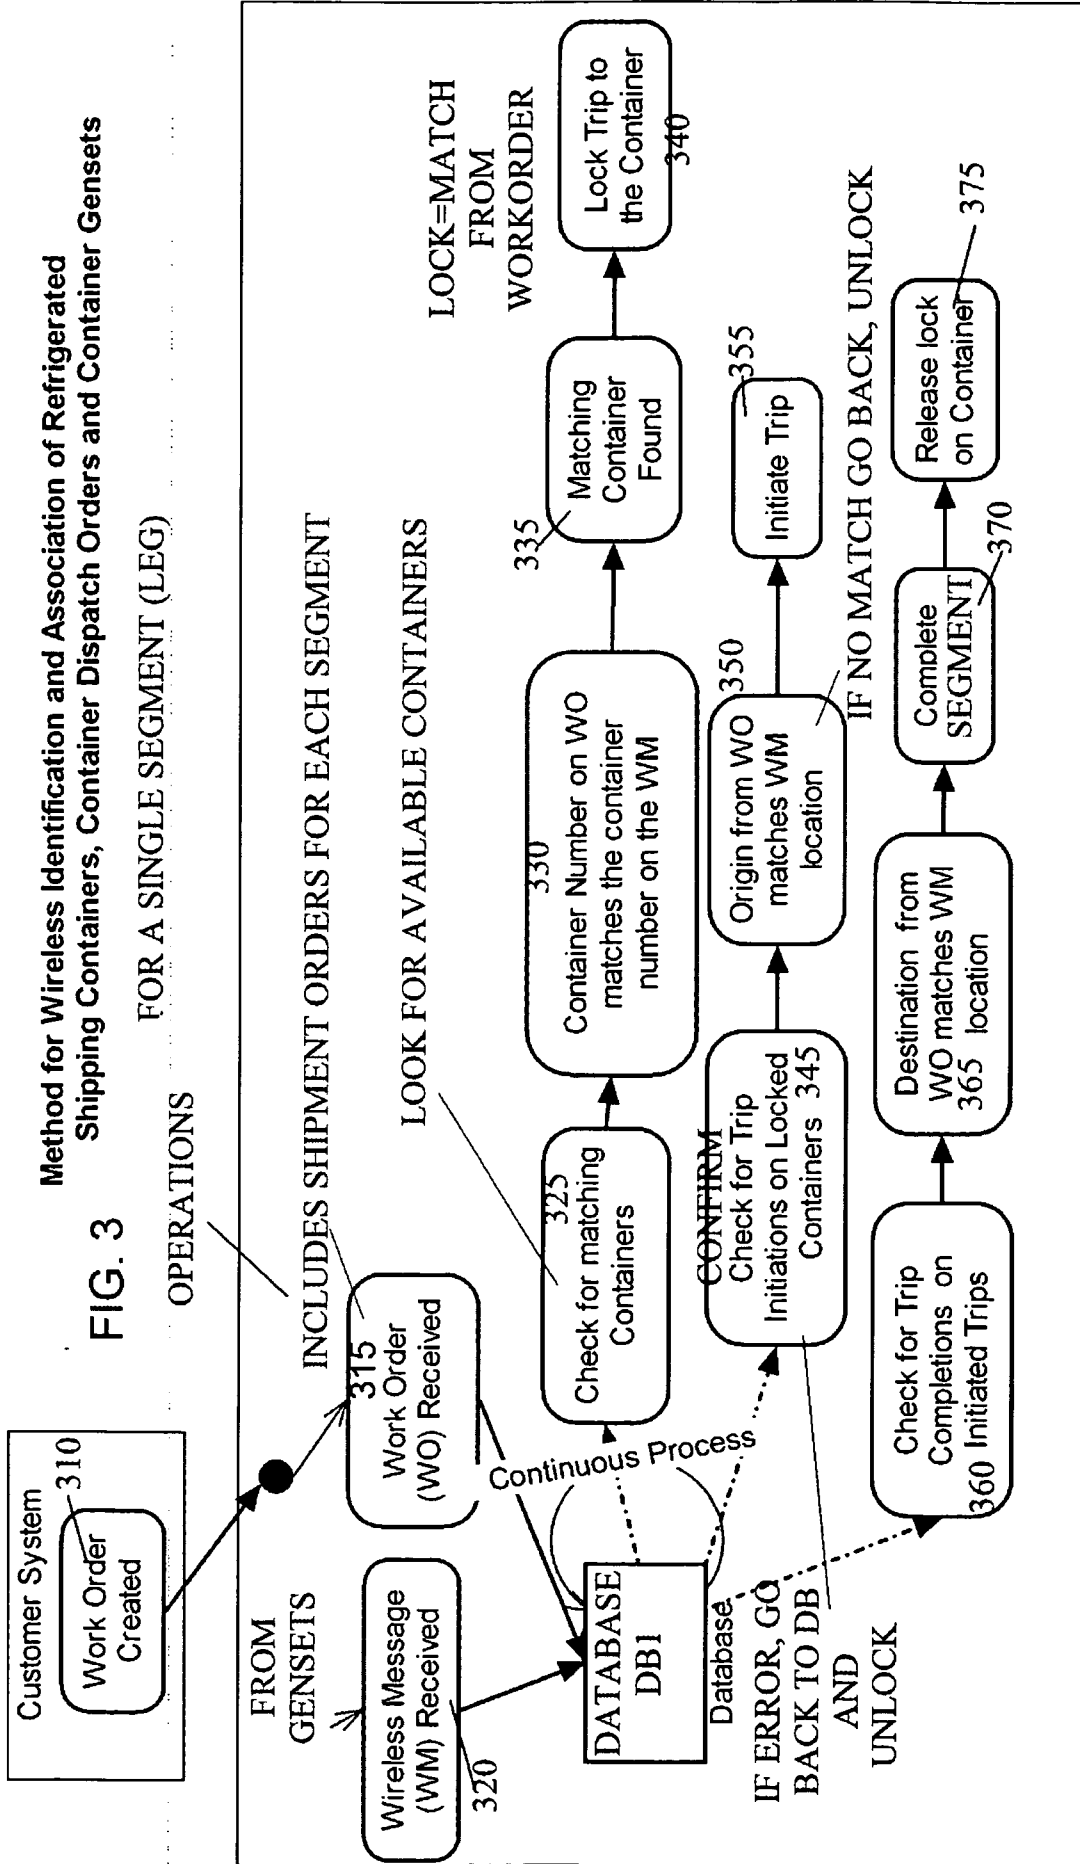 Method for Wireless Identification and Association of Refrigerated
Shipping Containers, Container Dispatch Orders and Container Gensets
FIG. 3
FOR A SINGLE SEGMENT (LEG)
Customer System
310
Work Order
Created
OPERATIONS
INCLUDES SHIPMENT ORDERS FOR EACH SEGMENT
315
Work Order
(WO) Received
FROM
GENSETS
Wireless Message
(WM) Received
320
DATABASE
DB1
Database
Continuous Process
LOOK FOR AVAILABLE CONTAINERS
325
Check for matching
Containers
330
Container Number on WO
matches the container
number on the WM
335
Matching
Container
Found
LOCK=MATCH
FROM
WORKORDER
Lock Trip to
the Container
340
CONFIRM
Check for Trip
Initiations on Locked
Containers 345
350
Origin from WO
matches WM
location
355
Initiate Trip
IF NO MATCH GO BACK, UNLOCK
IF ERROR, GO
BACK TO DB
AND
UNLOCK
Check for Trip
Completions on
360 Initiated Trips
Destination from
WO matches WM
365 location
Complete
SEGMENT
370
Release lock
on Container
375